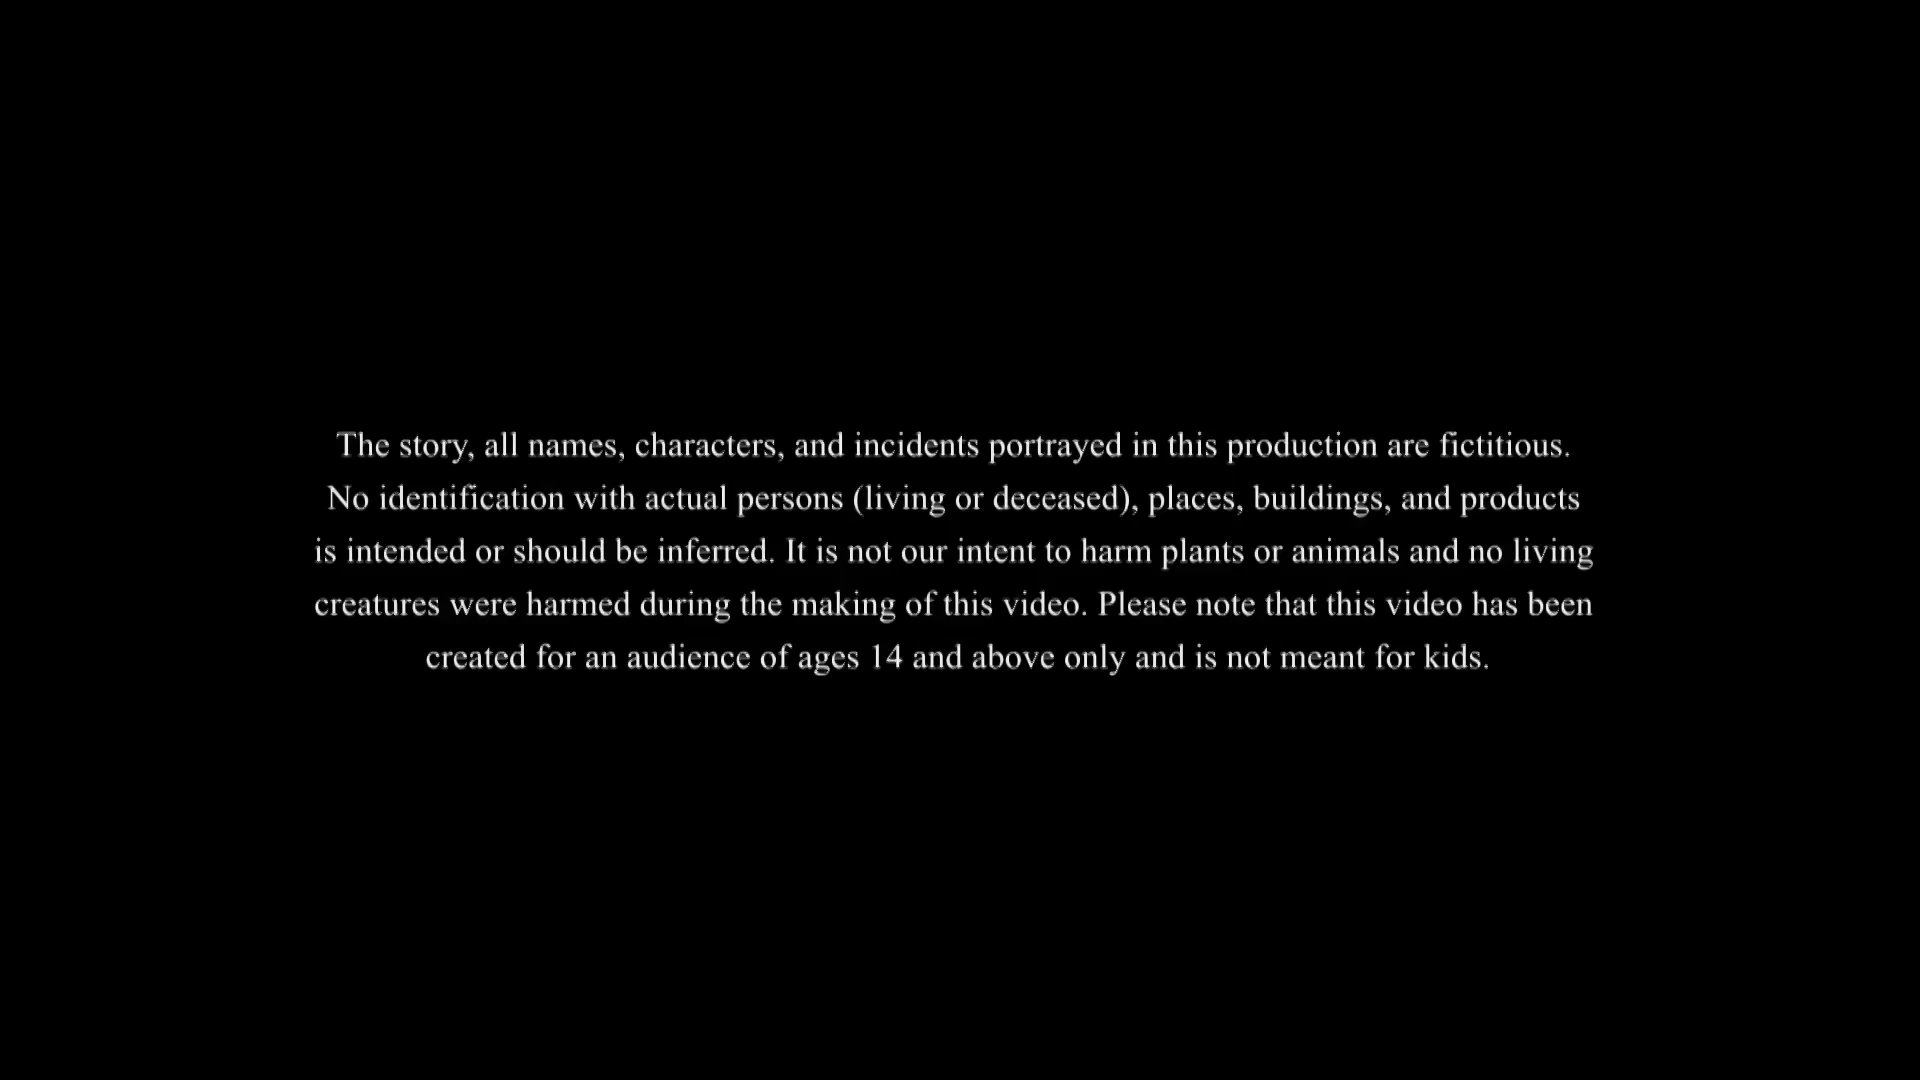 The story, all names, characters, and incidents portrayed in this production are fictitious.
No identification with actual persons (living or deceased), places, buildings, and products
is intended or should be inferred. It is not our intent to harm plants or animals and no living
creatures were harmed during the making of this video. Please note that this video has been
created for an audience of ages 14 and above only and is not meant for kids.